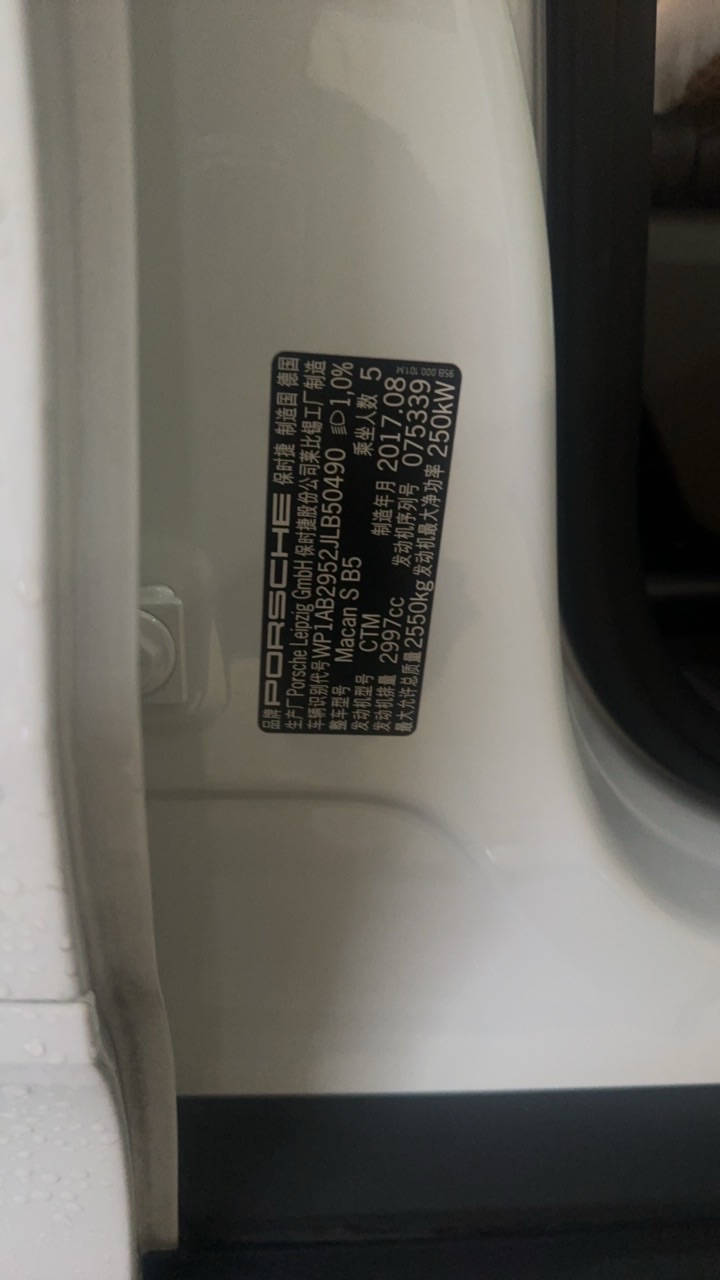 品牌 PORSCHE 保时捷 制造国 德国
生产厂 Porsche Leipzig GmbH 保时捷股份公司莱比锡工厂制造
车辆识别代号 WP1AB2952JLB50490 1,0%
整车型号 Macan S B5 乘坐人数 5
发动机型号 CTM 制造年月 2017.08
发动机排量 2997cc 发动机序列号 075339
最大允许总质量 2550kg 发动机最大净功率 250kW
95B 000 101 M